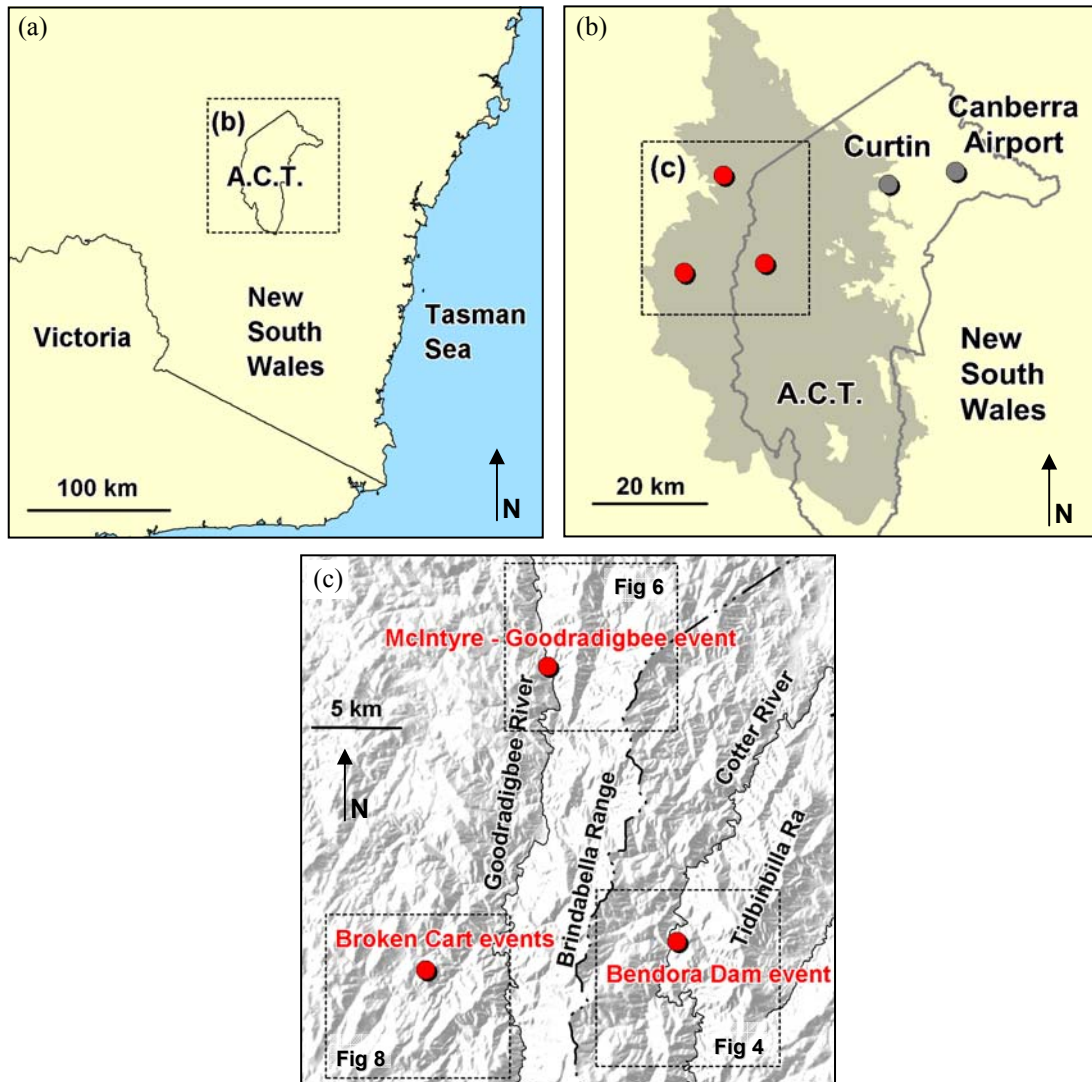 (a)
(b)
A.C.T.
Victoria
New
South
Wales
Tasman
Sea
100 km
N
(b)
Canberra
Airport
Curtin
(c)
New
South
Wales
A.C.T.
20 km
N
(c)
Fig 6
McIntyre - Goodradigbee event
5 km
N
Goodradigbee River
Brindabella Range
Cotter River
Tidbinbilla Ra
Broken Cart events
Bendora Dam event
Fig 8
Fig 4